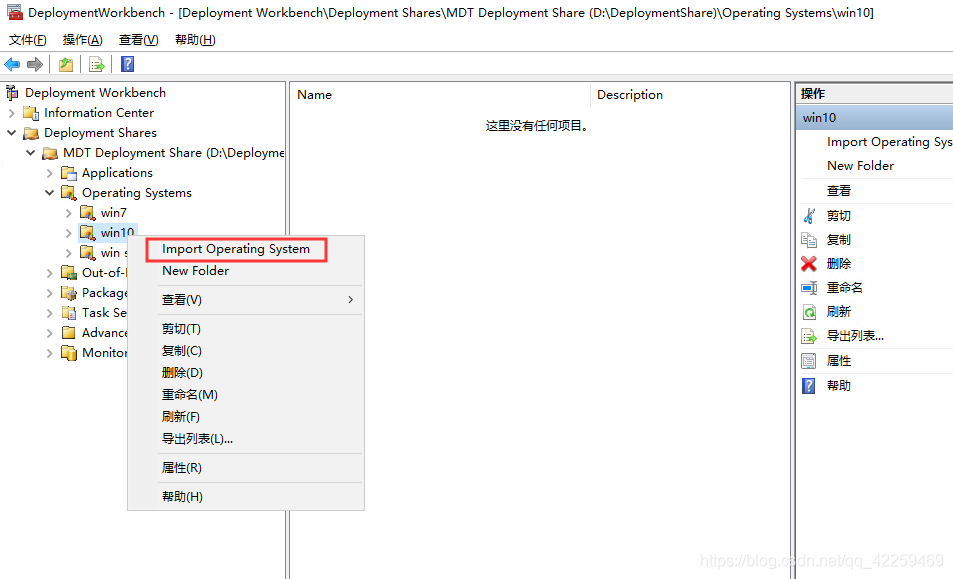 DeploymentWorkbench - [Deployment Workbench\Deployment Shares\MDT Deployment Share (D:\DeploymentShare)\Operating Systems\win10]
文件(F) 操作(A) 查看(V) 帮助(H)
Deployment Workbench
Information Center
Deployment Shares
MDT Deployment Share (D:\Deployme
Applications
Operating Systems
win7
win10
win s
Out-of-
Package
Task Se
Advance
Monitor
Import Operating System
New Folder
查看(V)
剪切(T)
复制(C)
删除(D)
重命名(M)
刷新(F)
导出列表(L)...
属性(R)
帮助(H)
Name Description
这里没有任何项目。
操作
win10
Import Operating Sys
New Folder
查看
剪切
复制
删除
重命名
刷新
导出列表...
属性
帮助
https://blog.csdn.net/qq_42259469